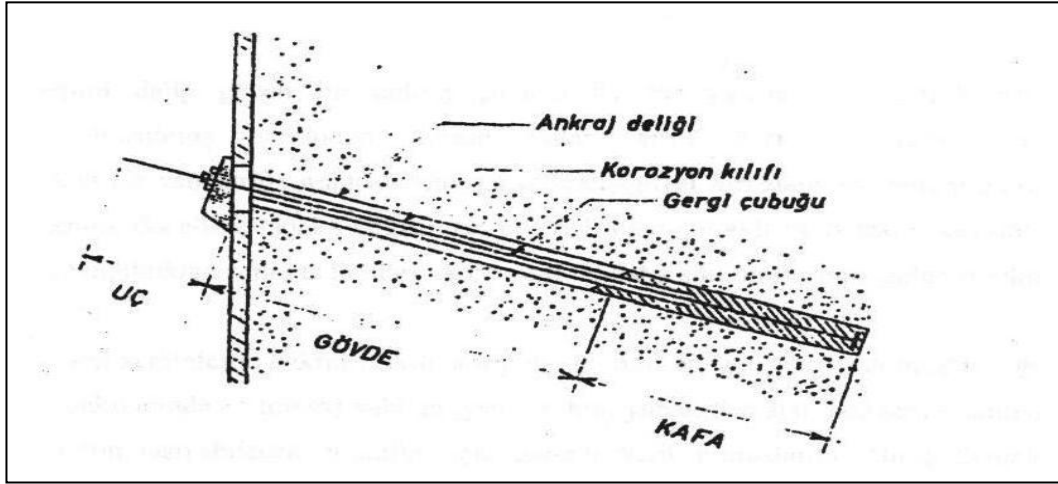 Ankraj deliği
Korozyon kılıfı
Gergi çubuğu
UÇ
GÖVDE
KAFA